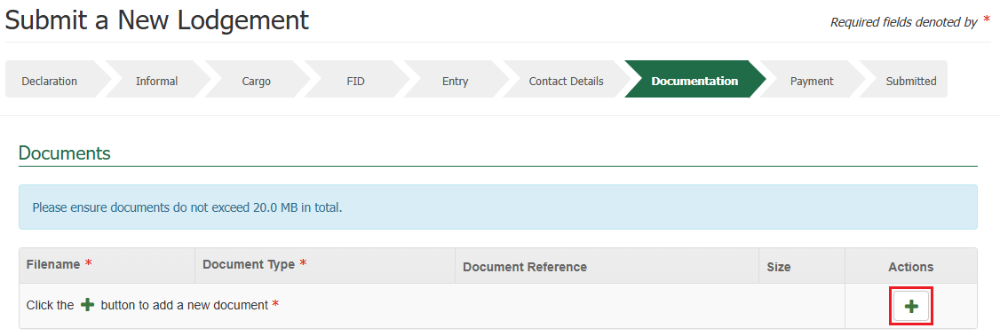 Submit a New Lodgement
Required fields denoted by *
Declaration Informal Cargo FID Entry Contact Details Documentation Payment Submitted
Documents
Please ensure documents do not exceed 20.0 MB in total.
Filename * Document Type * Document Reference Size Actions
Click the + button to add a new document * +